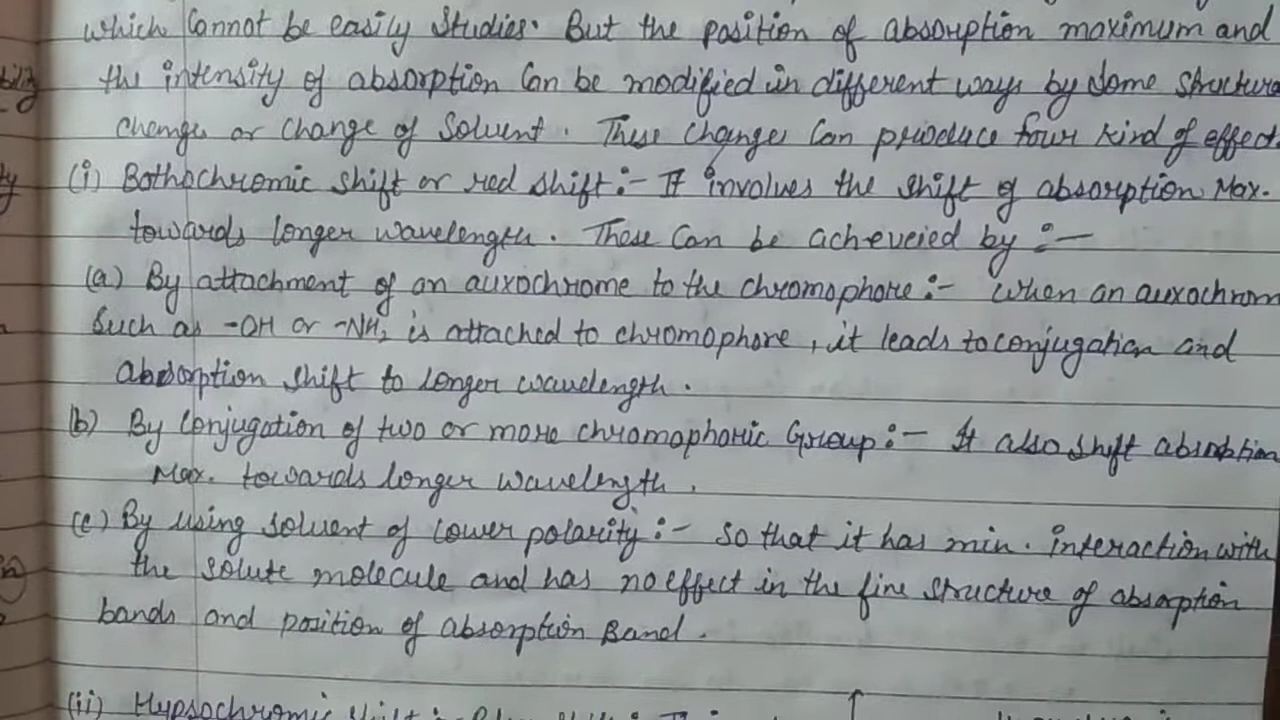 which Cannot be easily Studies. But the position of absorption maximum and
the intensity of absorption Can be modified in different ways by Some Structure
Change or Change of Solvent. These Changes Can produce four kind of effect.
(i) Bathochromic shift or red shift :- It involves the shift of absorption Max.
towards longer wavelength. These Can be acheveied by :-
(a) By attachment of an auxochrome to the chromophore :- When an auxochrom
Such as -OH or -NH₂ is attached to chromophore, it leads to conjugation and
absorption shift to longer wavelength.
(b) By Conjugation of two or more chromophoric Group :- It also shift absorption
Max. towards longer wavelength.
(c) By using solvent of lower polarity :- So that it has min. interaction with
the solute molecule and has no effect in the fine structure of absorption
bands and position of absorption Band.
(ii) Hypsochromic shift